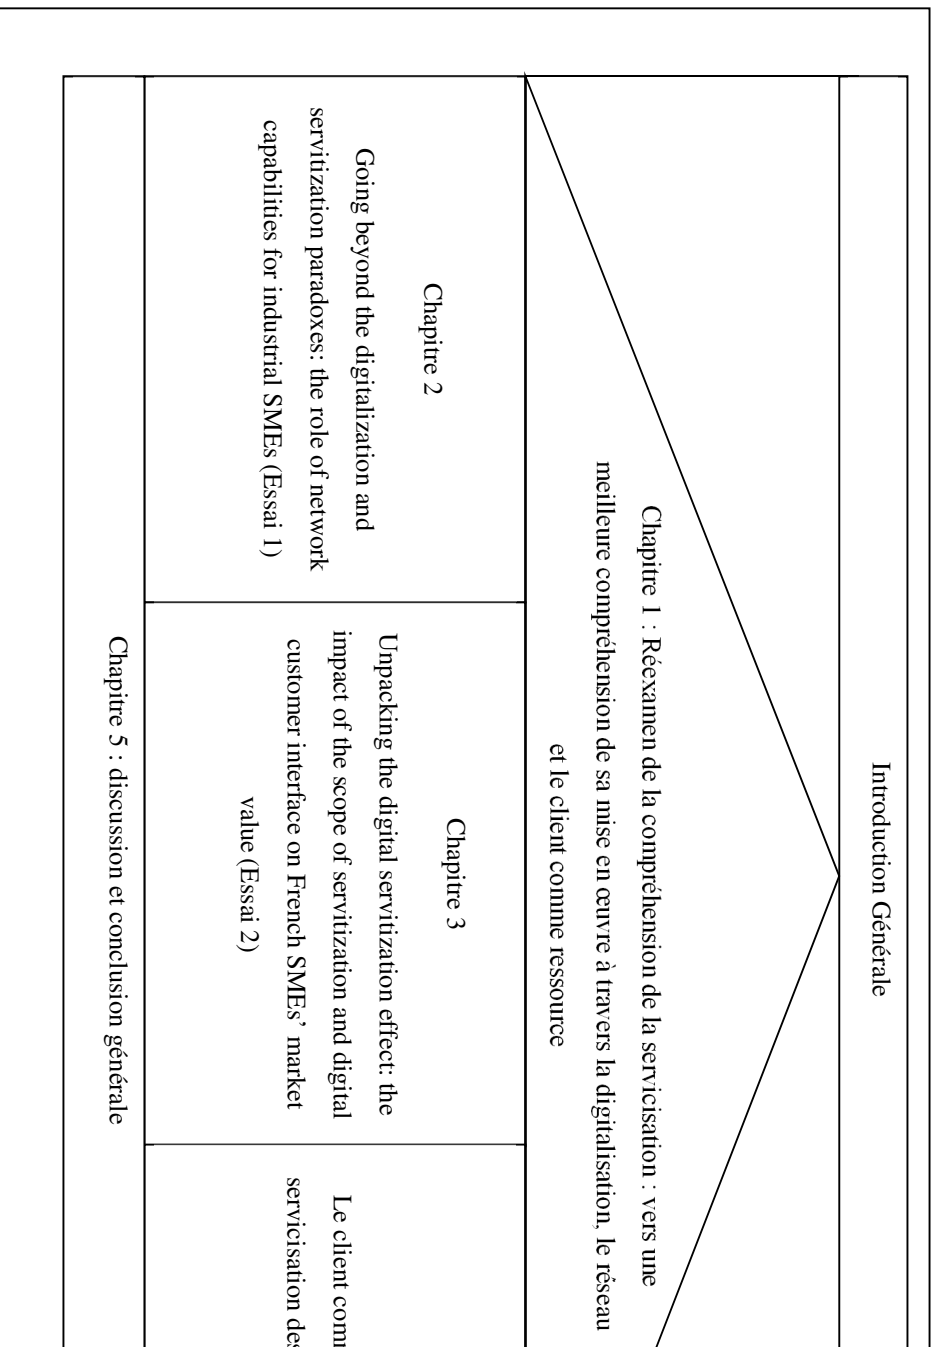 Introduction Générale
Chapitre 1 : Réexamen de la compréhension de la servicisation : vers une
meilleure compréhension de sa mise en œuvre à travers la digitalisation, le réseau
et le client comme ressource
Chapitre 2
Going beyond the digitalization and
servitization paradoxes: the role of network
capabilities for industrial SMEs (Essai 1)
Chapitre 3
Unpacking the digital servitization effect: the
impact of the scope of servitization and digital
customer interface on French SMEs’ market
value (Essai 2)
Le client
servicisation
Chapitre 5 : discussion et conclusion générale